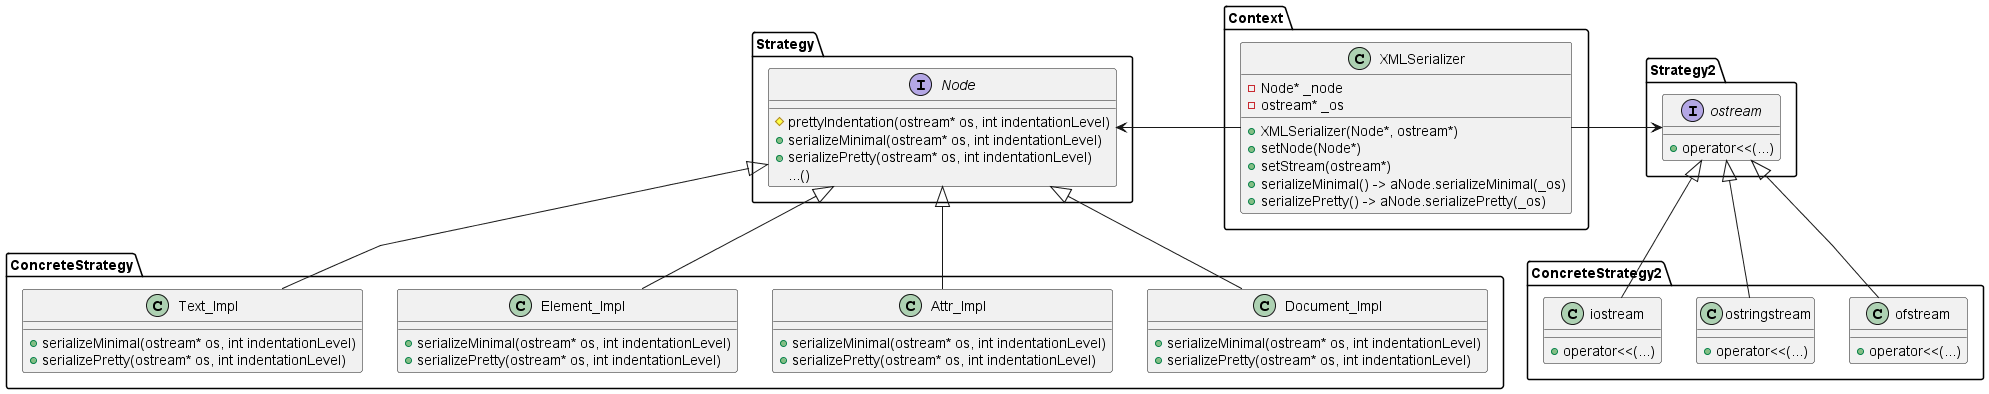 Strategy
I Node
prettyIndentation(ostream* os, int indentationLevel)
serializeMinimal(ostream* os, int indentationLevel)
serializePretty(ostream* os, int indentationLevel)
...()
Context
C XMLSerializer
Node* _node
ostream* _os
XMLSerializer(Node*, ostream*)
setNode(Node*)
setStream(ostream*)
serializeMinimal() -> aNode.serializeMinimal(_os)
serializePretty() -> aNode.serializePretty(_os)
Strategy2
I ostream
operator<<(...)
ConcreteStrategy
C Text_Impl
serializeMinimal(ostream* os, int indentationLevel)
serializePretty(ostream* os, int indentationLevel)
C Element_Impl
serializeMinimal(ostream* os, int indentationLevel)
serializePretty(ostream* os, int indentationLevel)
C Attr_Impl
serializeMinimal(ostream* os, int indentationLevel)
serializePretty(ostream* os, int indentationLevel)
C Document_Impl
serializeMinimal(ostream* os, int indentationLevel)
serializePretty(ostream* os, int indentationLevel)
ConcreteStrategy2
C iostream
operator<<(...)
C ostringstream
operator<<(...)
C ofstream
operator<<(...)